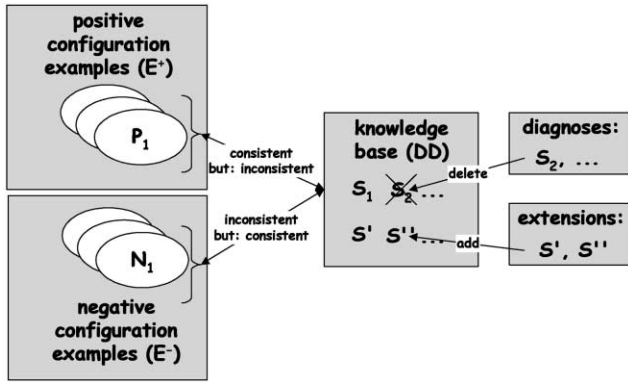 positive
configuration
examples (E⁺)
P₁
consistent
but: inconsistent
inconsistent
but: consistent
N₁
negative
configuration
examples (E⁻)
knowledge
base (DD)
S₁ S₂ ...
S' S'' ...
delete
add
diagnoses:
S₂, ...
extensions:
S', S''